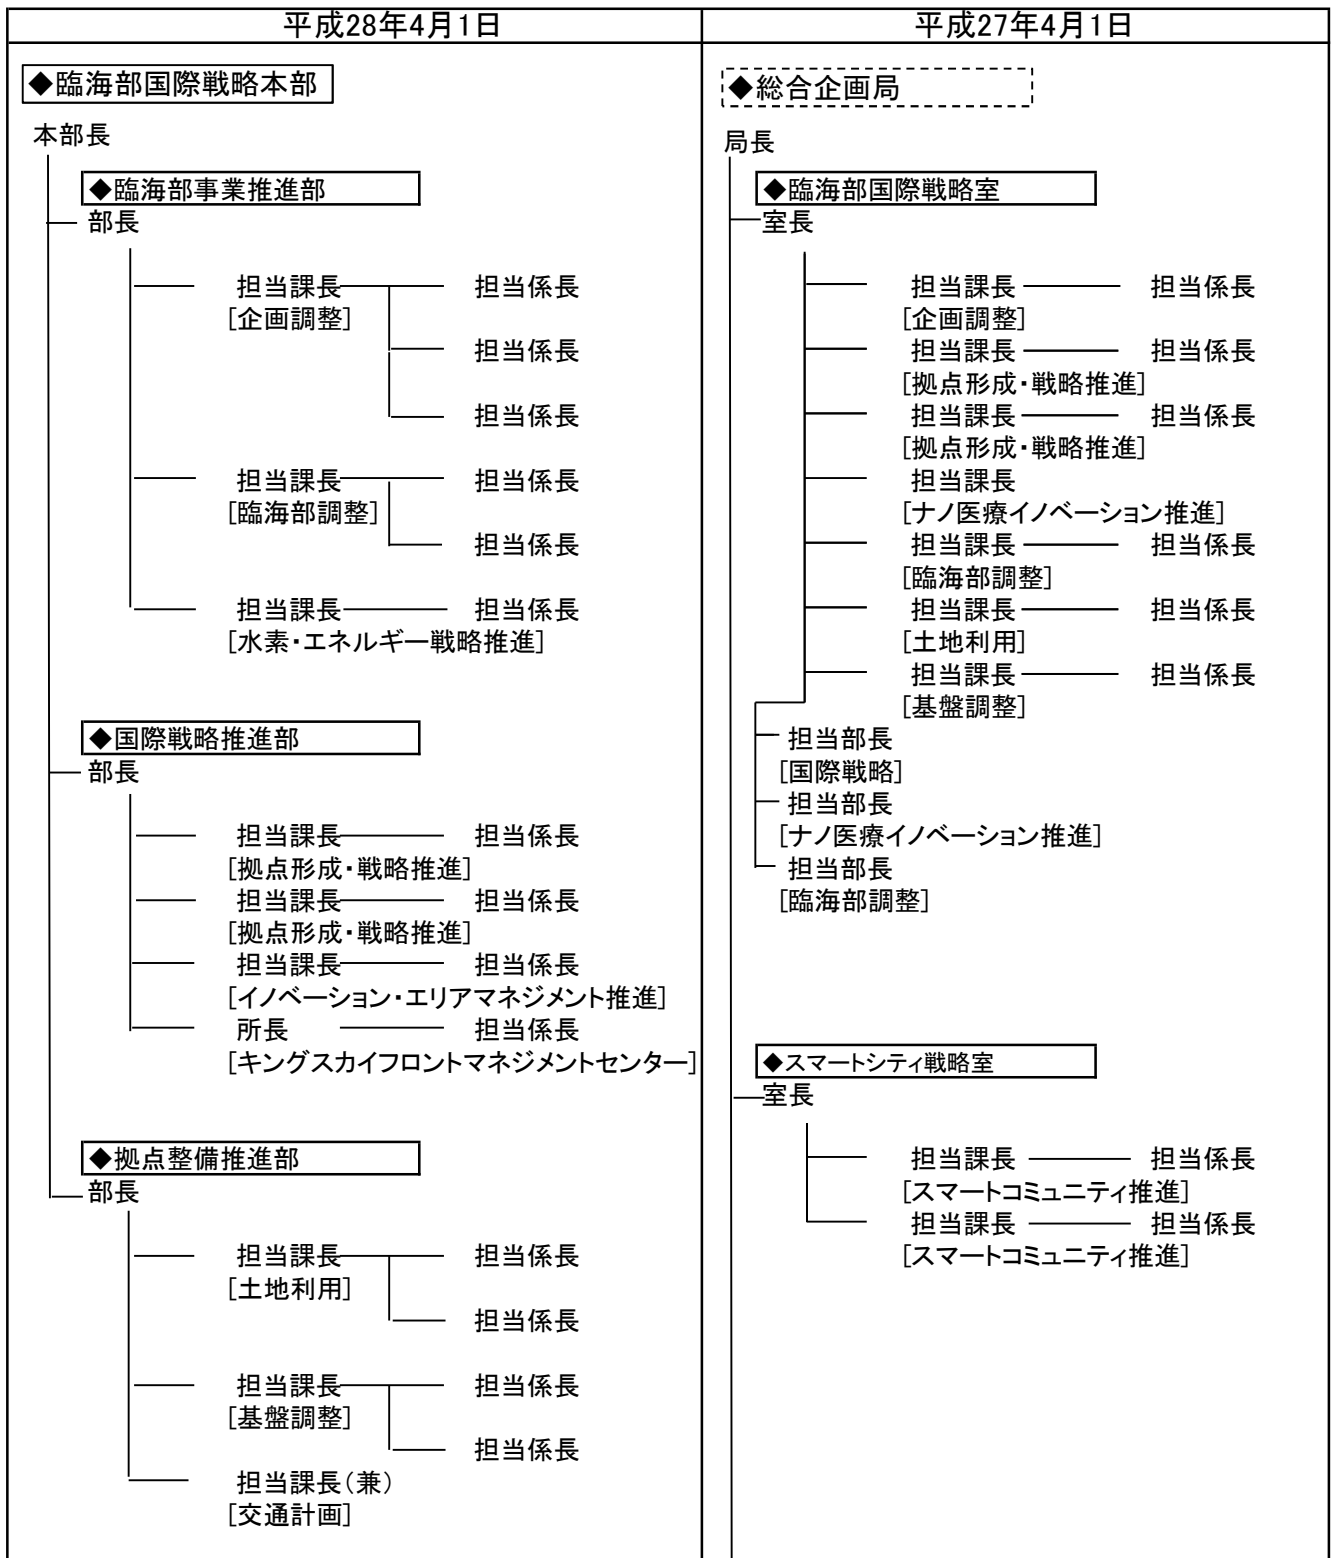 平成28年4月1日
◆臨海部国際戦略本部
本部長
◆臨海部事業推進部
部長
担当課長 担当係長
[企画調整]
担当係長
担当係長
担当課長 担当係長
[臨海部調整]
担当係長
担当課長 担当係長
[水素・エネルギー戦略推進]
◆国際戦略推進部
部長
担当課長 担当係長
[拠点形成・戦略推進]
担当課長 担当係長
[拠点形成・戦略推進]
担当課長 担当係長
[イノベーション・エリアマネジメント推進]
所長 担当係長
[キングスカイフロントマネジメントセンター]
◆拠点整備推進部
部長
担当課長 担当係長
[土地利用]
担当係長
担当課長 担当係長
[基盤調整]
担当係長
担当課長(兼)
[交通計画]
平成27年4月1日
◆総合企画局
局長
◆臨海部国際戦略室
室長
担当課長 担当係長
[企画調整]
担当課長 担当係長
[拠点形成・戦略推進]
担当課長 担当係長
[拠点形成・戦略推進]
担当課長
[ナノ医療イノベーション推進]
担当課長 担当係長
[臨海部調整]
担当課長 担当係長
[土地利用]
担当課長 担当係長
[基盤調整]
担当部長
[国際戦略]
担当部長
[ナノ医療イノベーション推進]
担当部長
[臨海部調整]
◆スマートシティ戦略室
室長
担当課長 担当係長
[スマートコミュニティ推進]
担当課長 担当係長
[スマートコミュニティ推進]